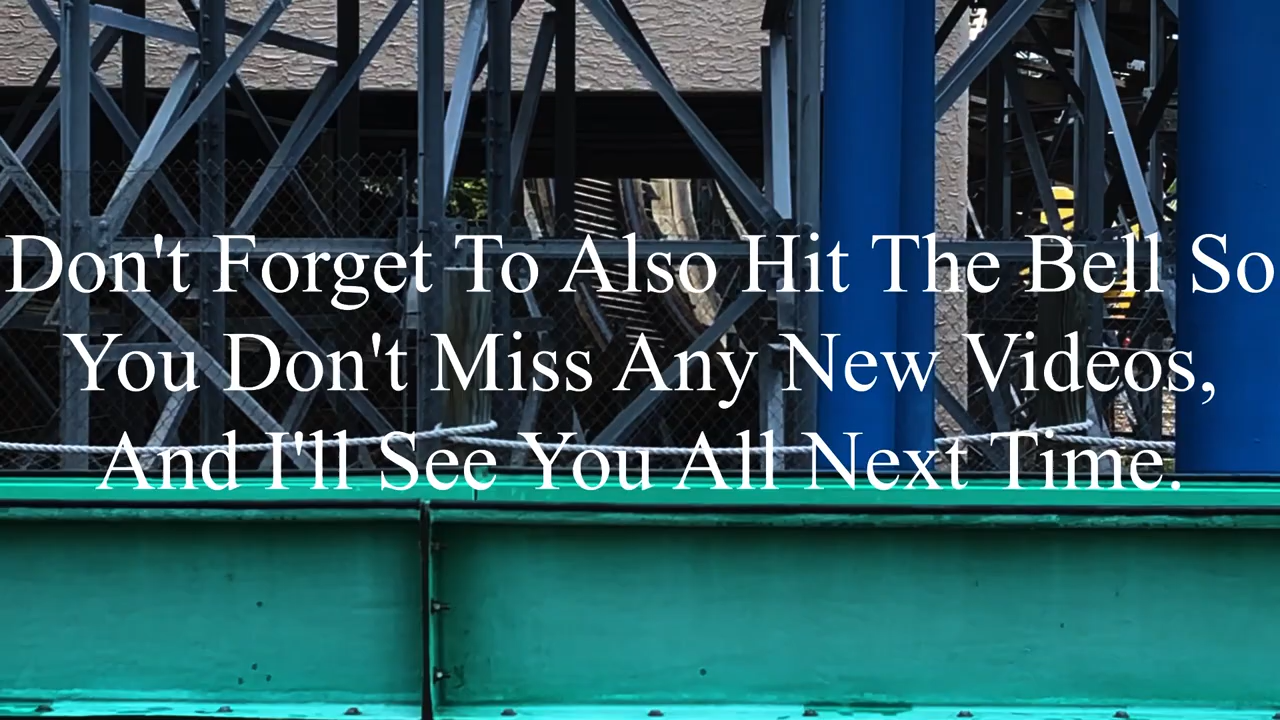 Don't Forget To Also Hit The Bell So
You Don't Miss Any New Videos,
And I'll See You All Next Time.